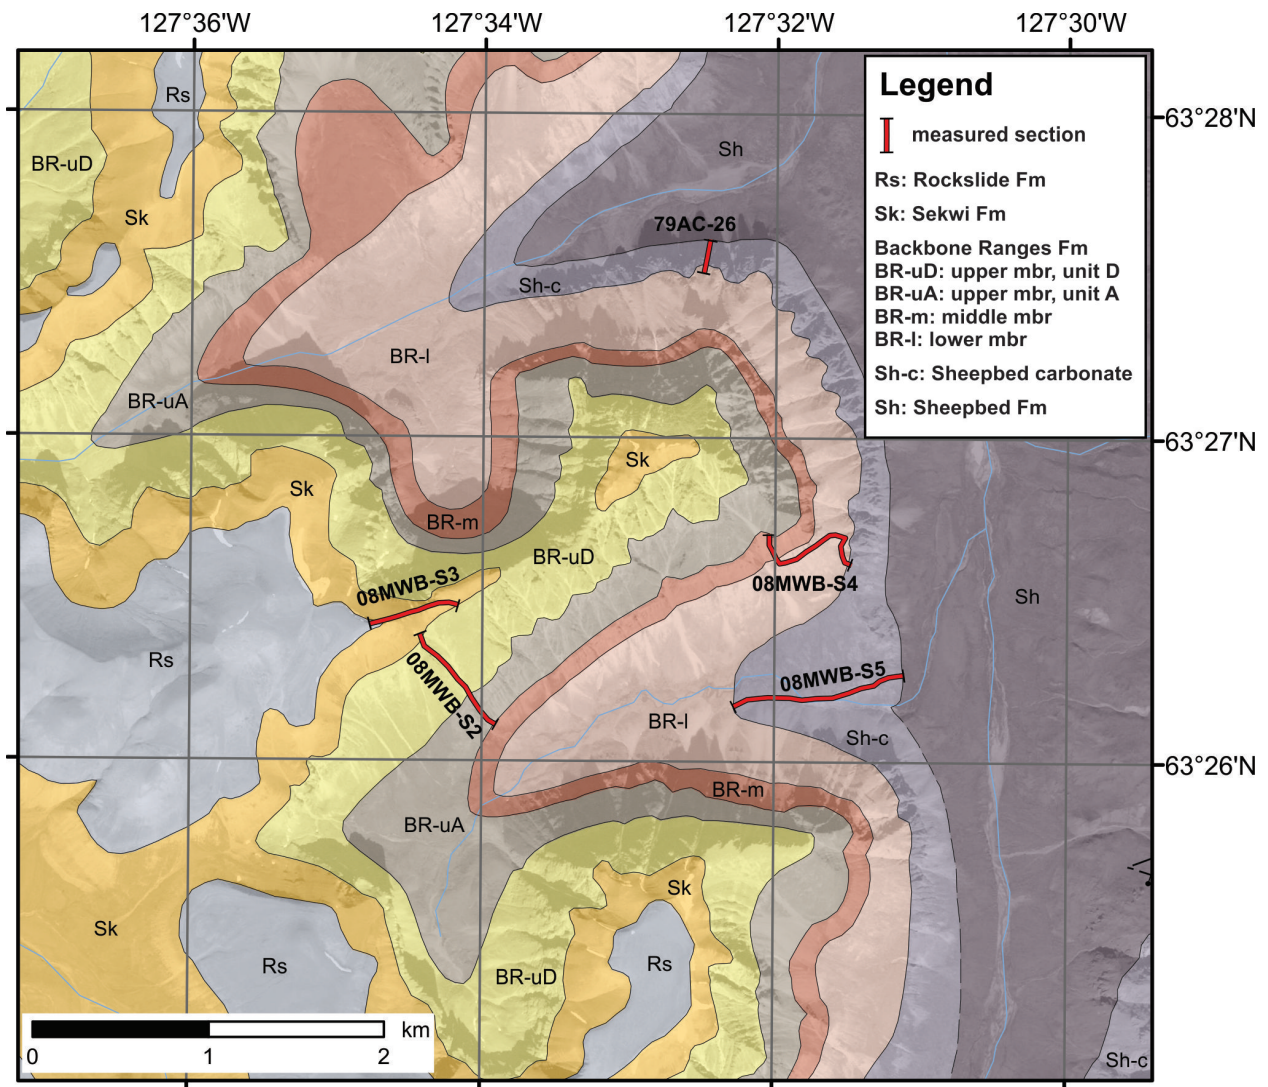 127°36'W 127°34'W 127°32'W 127°30'W
Legend
measured section
Rs: Rockslide Fm
Sk: Sekwi Fm
Backbone Ranges Fm
BR-uD: upper mbr, unit D
BR-uA: upper mbr, unit A
BR-m: middle mbr
BR-l: lower mbr
Sh-c: Sheepbed carbonate
Sh: Sheepbed Fm
63°28'N
63°27'N
63°26'N
Rs
BR-uD
Sh
Sk
79AC-26
Sh-c
BR-l
BR-uA
Sk
Sk
BR-m
BR-uD
08MWB-S3
08MWB-S4
Sh
Rs
08MWB-S2
08MWB-S5
BR-l
Sh-c
BR-m
BR-uA
Sk
Sk
Rs
Rs
BR-uD
km
0 1 2
Sh-c